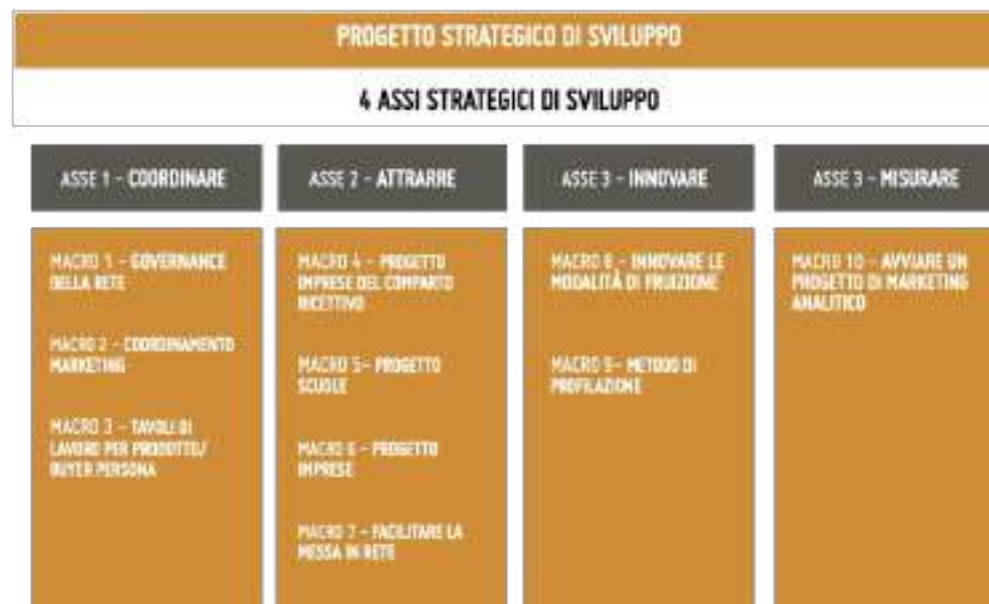 PROGETTO STRATEGICO DI SVILUPPO
4 ASSI STRATEGICI DI SVILUPPO
ASSE 1 - COORDINARE
MACRO 1 - GOVERNANCE
DELLA RETE
MACRO 2 - COORDINAMENTO
MARKETING
MACRO 3 - TAVOLI DI
LAVORO PER PRODOTTO/
BUYER PERSONA
ASSE 2 - ATTRARRE
MACRO 4 - PROGETTO
IMPRESE DEL COMPARTO
RICETTIVO
MACRO 5- PROGETTO
SCUOLE
MACRO 6 - PROGETTO
IMPRESE
MACRO 7 - FACILITARE LA
MESSA IN RETE
ASSE 3 - INNOVARE
MACRO 8 - INNOVARE LE
MODALITÀ DI FRUIZIONE
MACRO 9- METODO DI
PROFILAZIONE
ASSE 3 - MISURARE
MACRO 10 - AVVIARE UN
PROGETTO DI MARKETING
ANALITICO